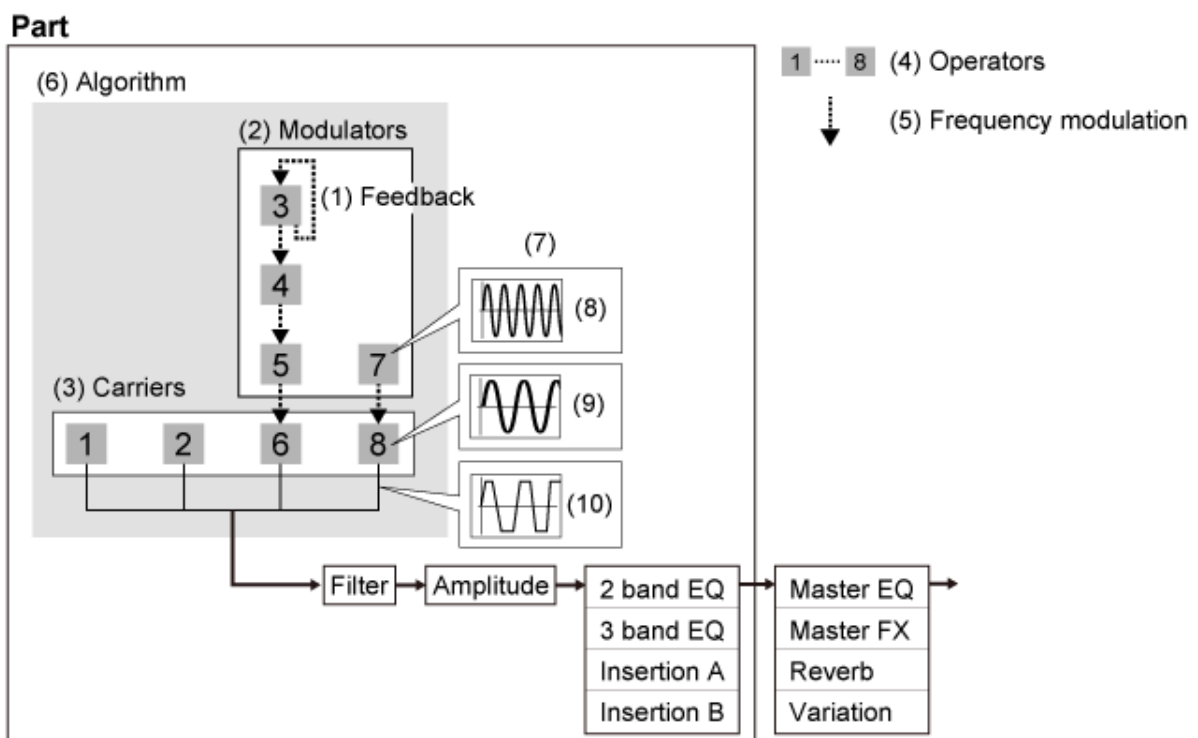 Part
(6) Algorithm
1 ····· 8 (4) Operators
(5) Frequency modulation
(2) Modulators
3
(1) Feedback
4
5
7
(7)
(8)
(3) Carriers
1 2 6 8
(9)
(10)
Filter
Amplitude
2 band EQ
3 band EQ
Insertion A
Insertion B
Master EQ
Master FX
Reverb
Variation